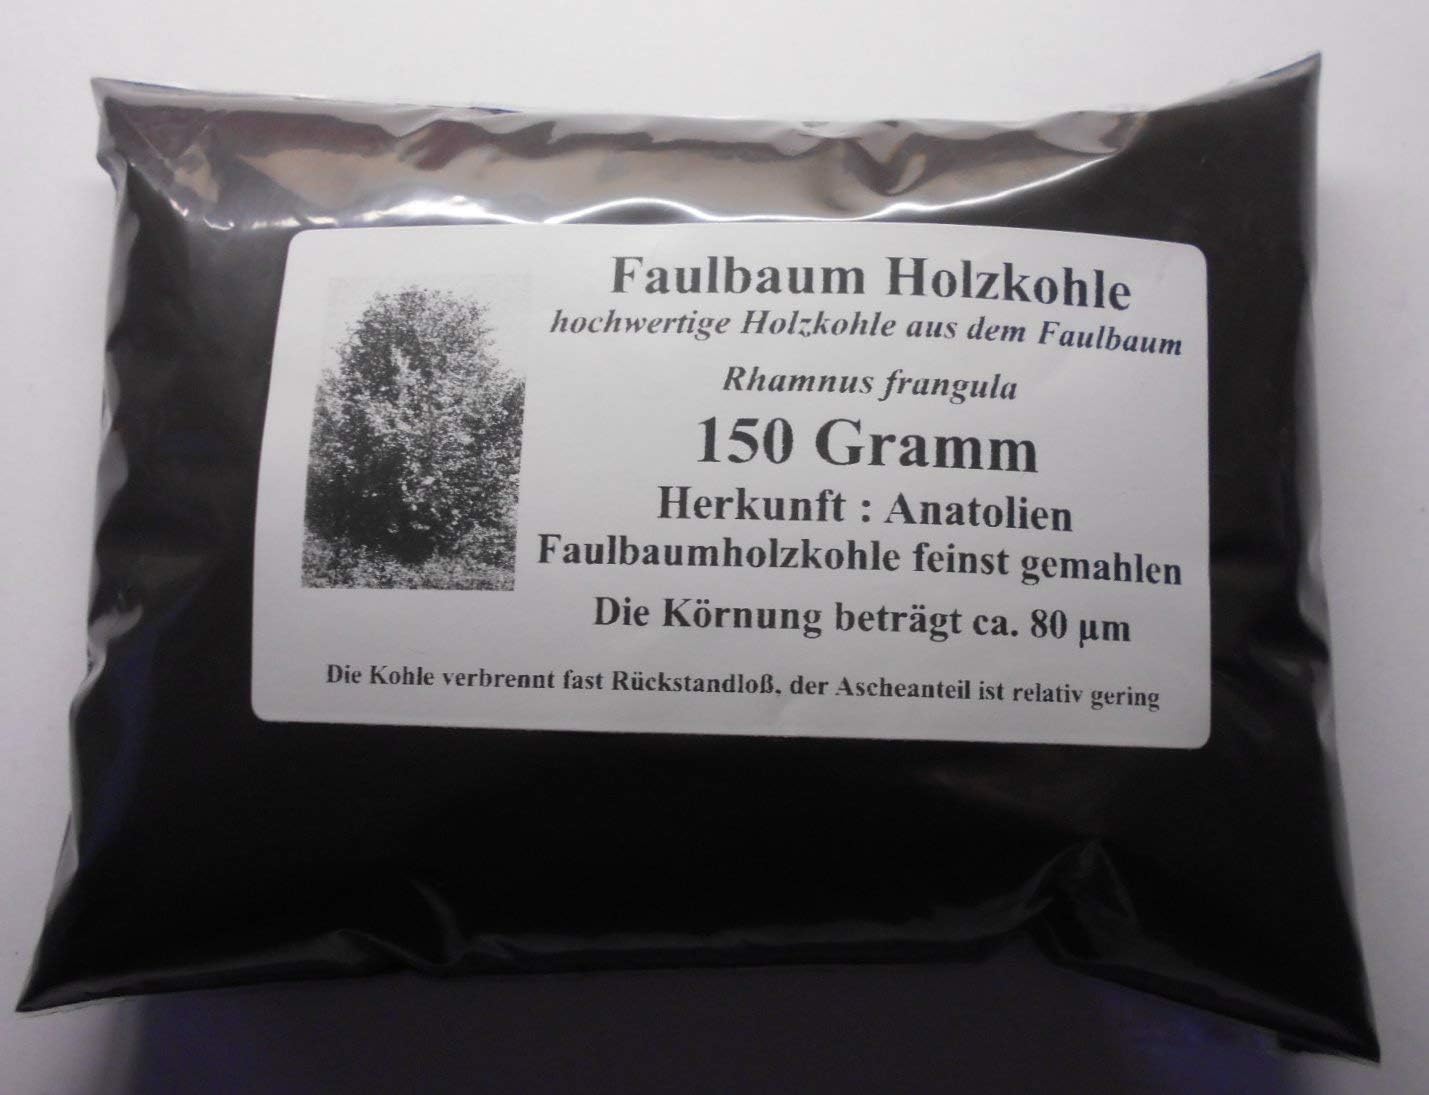 Faulbaum Holzkohle
hochwertige Holzkohle aus dem Faulbaum
Rhamnus frangula
150 Gramm
Herkunft : Anatolien
Faulbaumholzkohle feinst gemahlen
Die Körnung beträgt ca. 80 µm
Die Kohle verbrennt fast Rückstandloß, der Ascheanteil ist relativ gering